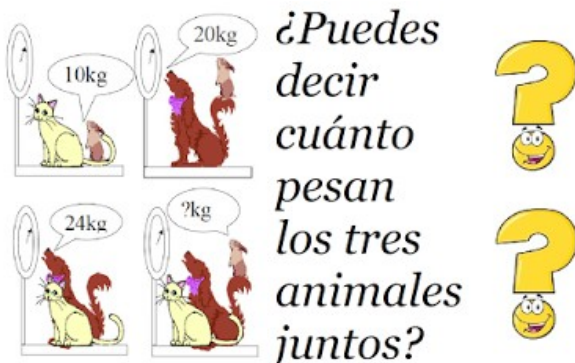 10kg
20kg
24kg
?kg
¿Puedes
decir
cuánto
pesan
los tres
animales
juntos?